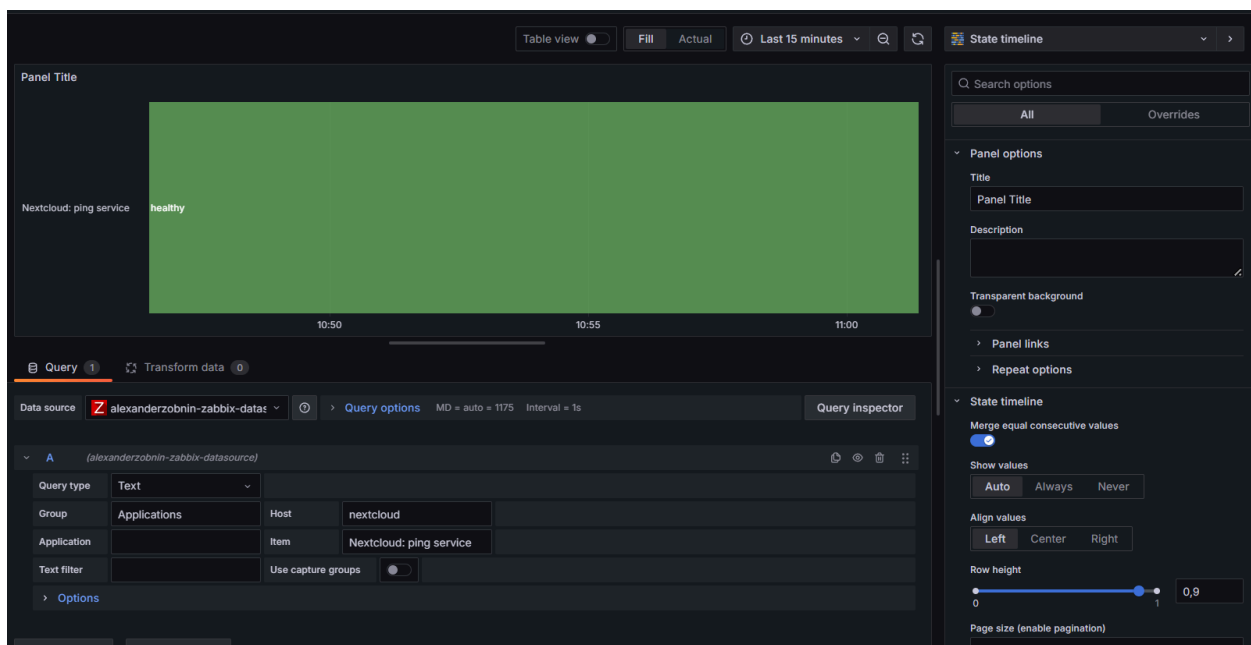 Table view
Fill
Actual
Last 15 minutes
State timeline
Panel Title
Nextcloud: ping service
healthy
10:50
10:55
11:00
Query 1
Transform data 0
Data source
Z alexanderzobnin-zabbix-datas
Query options
MD = auto = 1175
Interval = 1s
Query inspector
A
(alexanderzobnin-zabbix-datasource)
Query type
Text
Group
Applications
Host
nextcloud
Application
Item
Nextcloud: ping service
Text filter
Use capture groups
Options
Search options
All
Overrides
Panel options
Title
Panel Title
Description
Transparent background
Panel links
Repeat options
State timeline
Merge equal consecutive values
Show values
Auto
Always
Never
Align values
Left
Center
Right
Row height
0
1
0,9
Page size (enable pagination)